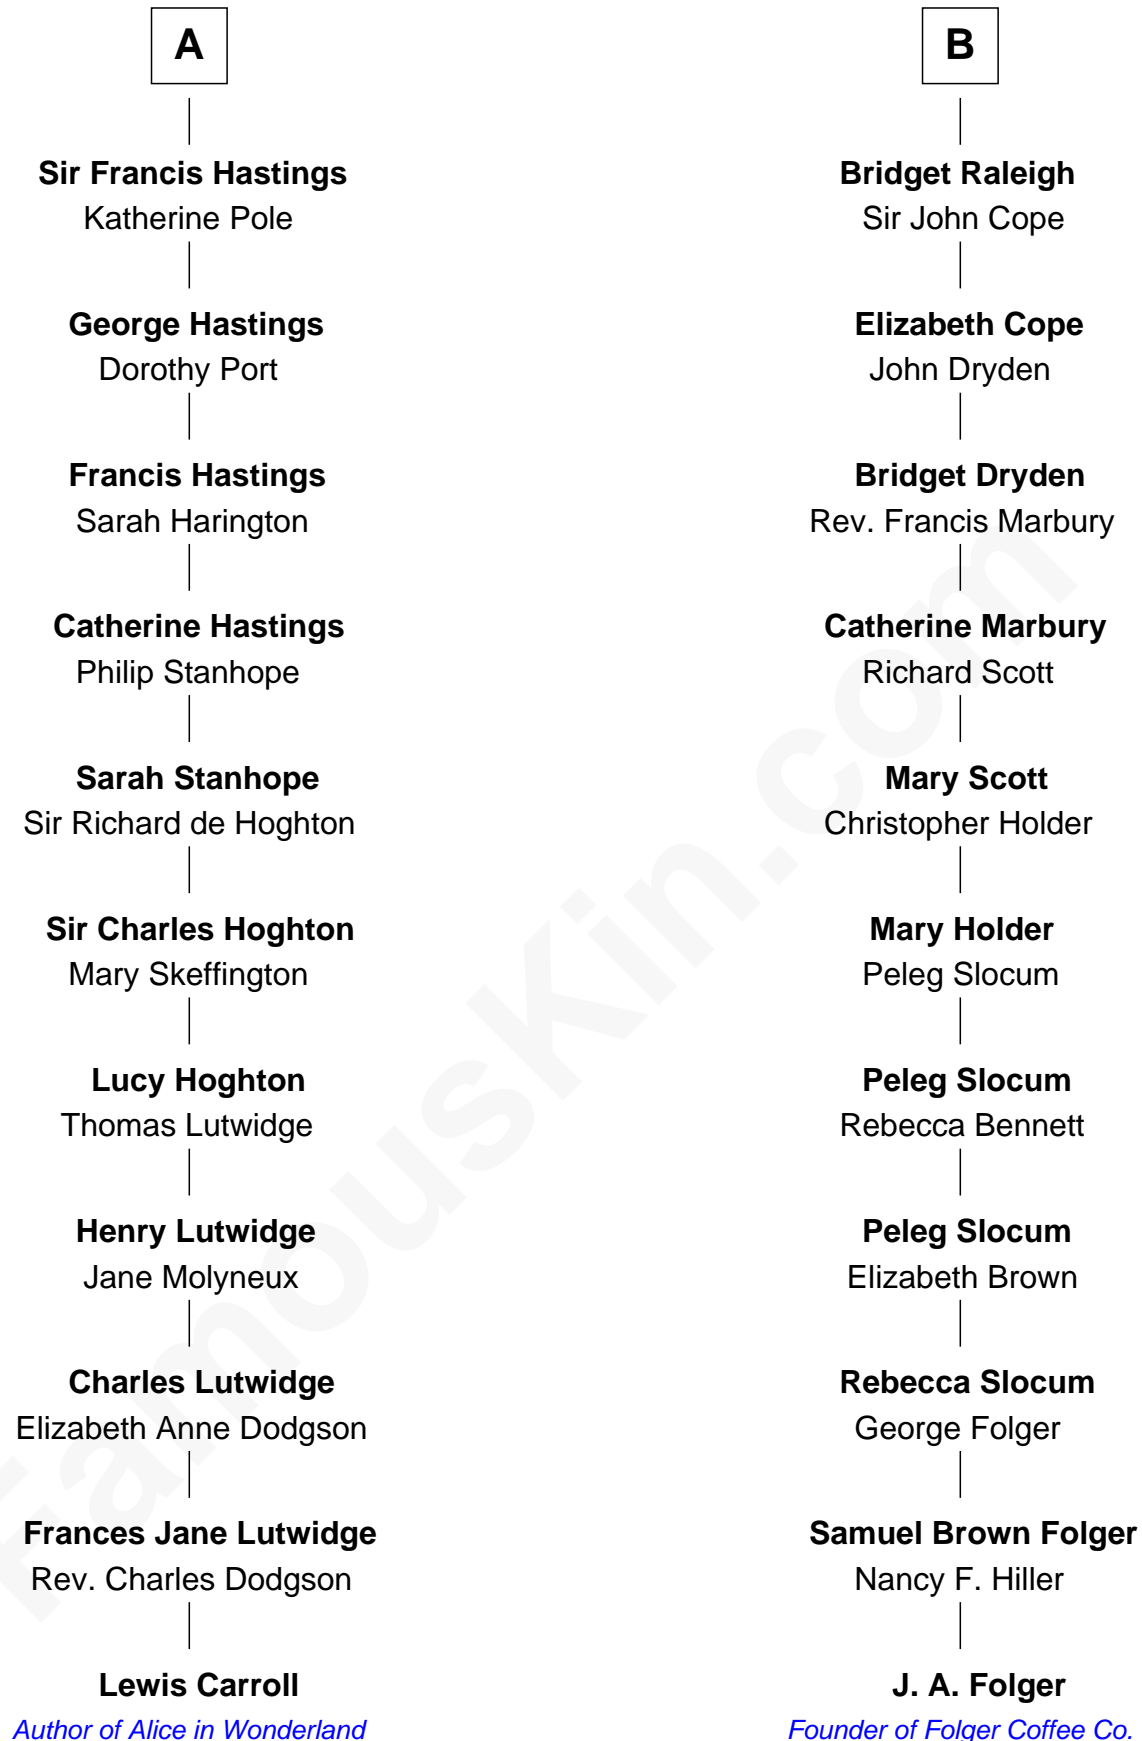 A
Sir Francis Hastings
Katherine Pole
George Hastings
Dorothy Port
Francis Hastings
Sarah Harington
Catherine Hastings
Philip Stanhope
Sarah Stanhope
Sir Richard de Hoghton
Sir Charles Hoghton
Mary Skeffington
Lucy Hoghton
Thomas Lutwidge
Henry Lutwidge
Jane Molyneux
Charles Lutwidge
Elizabeth Anne Dodgson
Frances Jane Lutwidge
Rev. Charles Dodgson
Lewis Carroll
Author of Alice in Wonderland
B
Bridget Raleigh
Sir John Cope
Elizabeth Cope
John Dryden
Bridget Dryden
Rev. Francis Marbury
Catherine Marbury
Richard Scott
Mary Scott
Christopher Holder
Mary Holder
Peleg Slocum
Peleg Slocum
Rebecca Bennett
Peleg Slocum
Elizabeth Brown
Rebecca Slocum
George Folger
Samuel Brown Folger
Nancy F. Hiller
J. A. Folger
Founder of Folger Coffee Co.
FamousKin.com